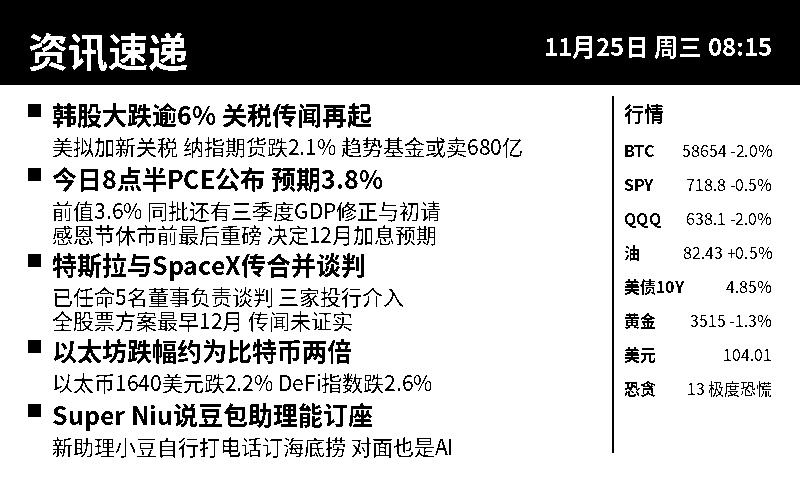 资讯速递
11月25日 周三 08:15
韩股大跌逾6% 关税传闻再起
美拟加新关税 纳指期货跌2.1% 趋势基金或卖680亿
今日8点半PCE公布 预期3.8%
前值3.6% 同批还有三季度GDP修正与初请
感恩节休市前最后重磅 决定12月加息预期
特斯拉与SpaceX传合并谈判
已任命5名董事负责谈判 三家投行介入
全股票方案最早12月 传闻未证实
以太坊跌幅约为比特币两倍
以太币1640美元跌2.2% DeFi指数跌2.6%
Super Niu说豆包助理能订座
新助理小豆自行打电话订海底捞 对面也是AI
行情
BTC 58654 -2.0%
SPY 718.8 -0.5%
QQQ 638.1 -2.0%
油 82.43 +0.5%
美债10Y 4.85%
黄金 3515 -1.3%
美元 104.01
恐贪 13 极度恐慌